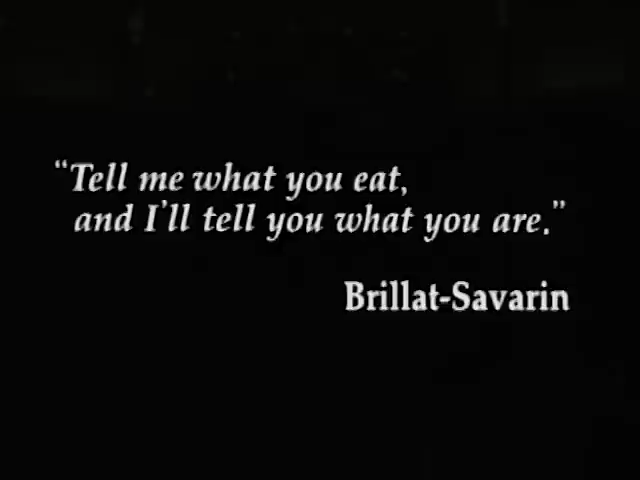 “Tell me what you eat,
and I'll tell you what you are.”
Brillat-Savarin